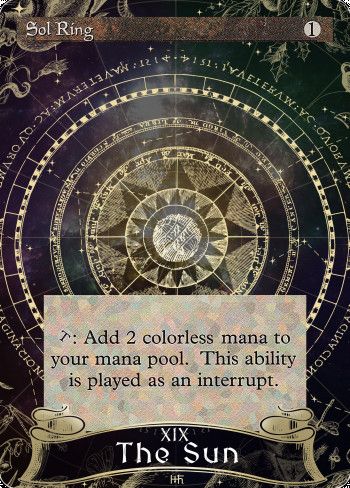 Sol Ring 1
: Add 2 colorless mana to
your mana pool. This ability
is played as an interrupt.
XIX
The Sun